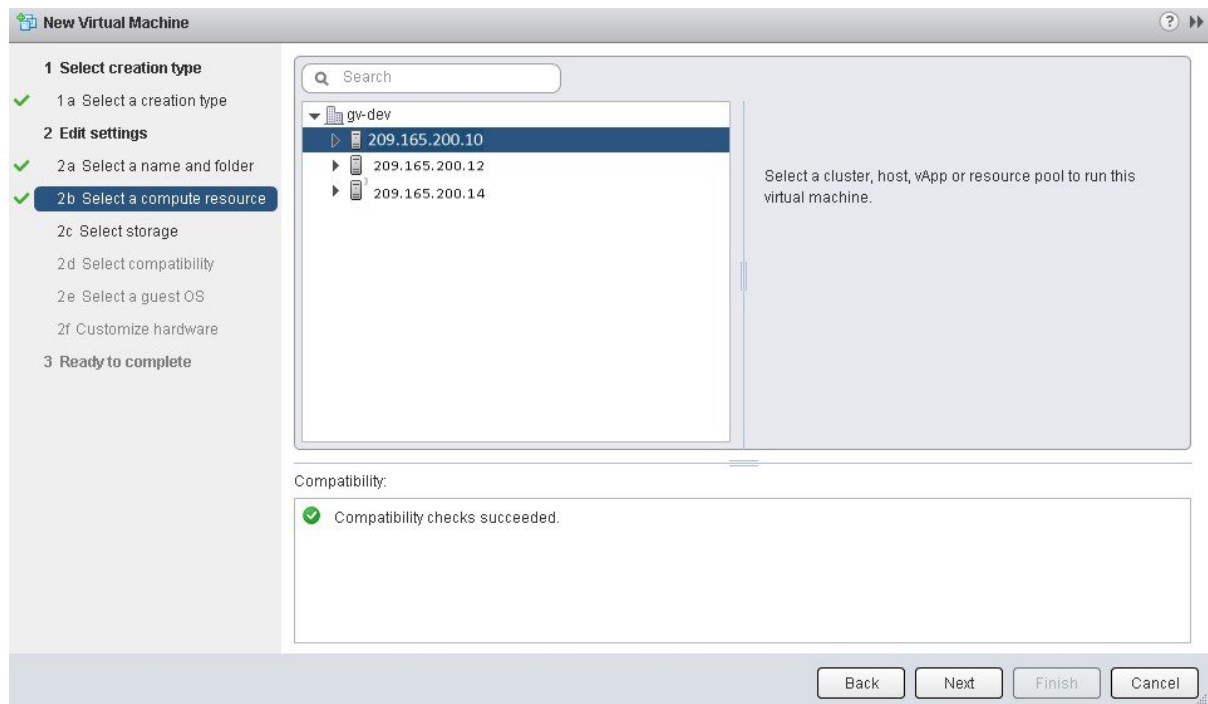 New Virtual Machine
?
1 Select creation type
1a Select a creation type
2 Edit settings
2a Select a name and folder
2b Select a compute resource
2c Select storage
2d Select compatibility
2e Select a guest OS
2f Customize hardware
3 Ready to complete
Search
gv-dev
209.165.200.10
209.165.200.12
209.165.200.14
Select a cluster, host, vApp or resource pool to run this
virtual machine.
Compatibility:
Compatibility checks succeeded.
Back Next Finish Cancel